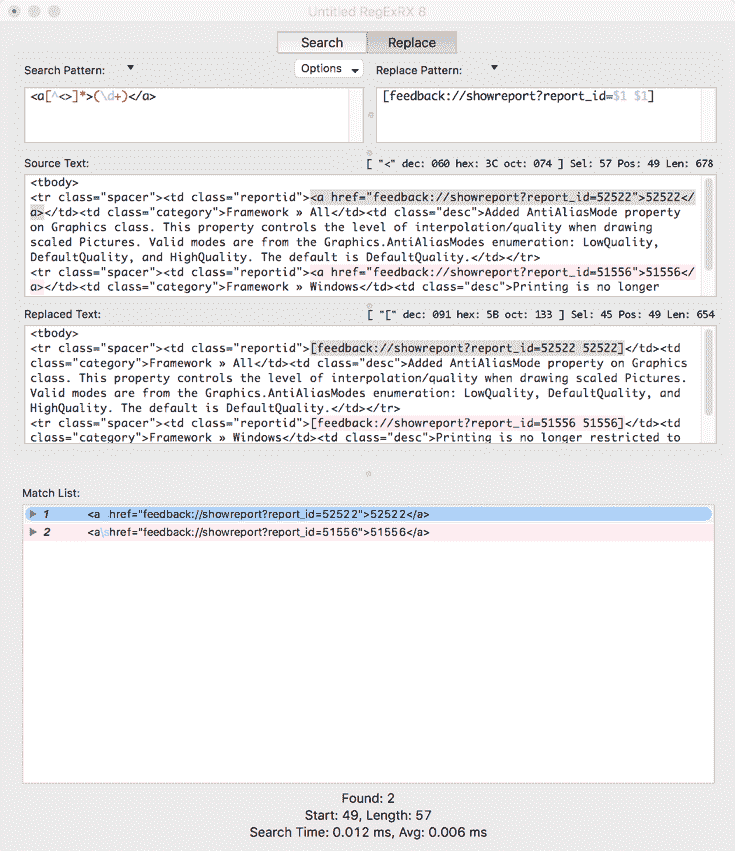 Untitled RegExRX 8
Search Replace
Search Pattern: Options Replace Pattern:
<a[^<>]*>(\d+)</a> [feedback://showreport?report_id=$1 $1]
Source Text: [ "<" dec: 060 hex: 3C oct: 074 ] Sel: 57 Pos: 49 Len: 678
<tbody>
<tr class="spacer"><td class="reportid"><a href="feedback://showreport?report_id=52522">52522</
a></td><td class="category">Framework » All</td><td class="desc">Added AntiAliasMode property
on Graphics class. This property controls the level of interpolation/quality when drawing
scaled Pictures. Valid modes are from the Graphics.AntiAliasModes enumeration: LowQuality,
DefaultQuality, and HighQuality. The default is DefaultQuality.</td></tr>
<tr class="spacer"><td class="reportid"><a href="feedback://showreport?report_id=51556">51556</
a></td><td class="category">Framework » Windows</td><td class="desc">Printing is no longer
Replaced Text: [ "[" dec: 091 hex: 5B oct: 133 ] Sel: 45 Pos: 49 Len: 654
<tbody>
<tr class="spacer"><td class="reportid">[feedback://showreport?report_id=52522 52522]</td><td
class="category">Framework » All</td><td class="desc">Added AntiAliasMode property on Graphics
class. This property controls the level of interpolation/quality when drawing scaled Pictures.
Valid modes are from the Graphics.AntiAliasModes enumeration: LowQuality, DefaultQuality, and
HighQuality. The default is DefaultQuality.</td></tr>
<tr class="spacer"><td class="reportid">[feedback://showreport?report_id=51556 51556]</td><td
class="category">Framework » Windows</td><td class="desc">Printing is no longer restricted to
Match List:
1 <a href="feedback://showreport?report_id=52522">52522</a>
2 <a\shref="feedback://showreport?report_id=51556">51556</a>
Found: 2
Start: 49, Length: 57
Search Time: 0.012 ms, Avg: 0.006 ms